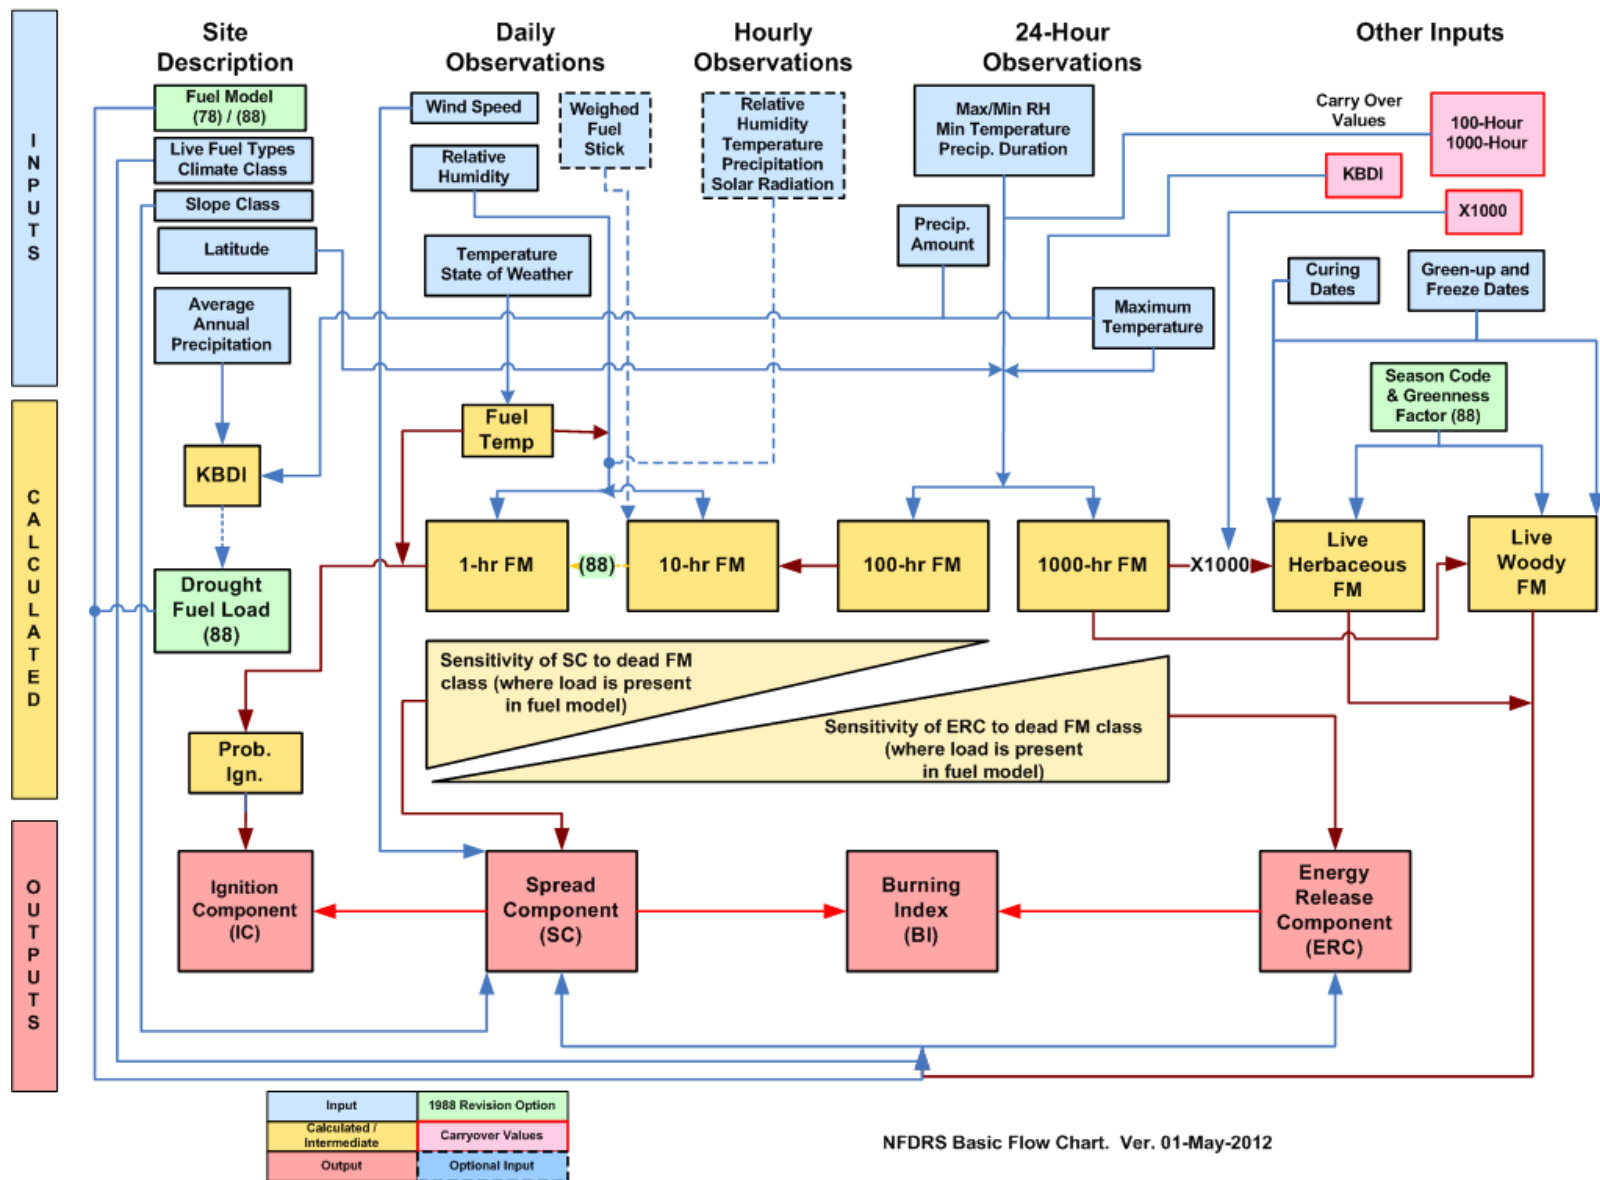 Site
Description
Daily
Observations
Hourly
Observations
24-Hour
Observations
Other Inputs
I
N
P
U
T
S
Fuel Model
(78) / (88)
Live Fuel Types
Climate Class
Slope Class
Latitude
Average
Annual
Precipitation
Wind Speed
Relative
Humidity
Temperature
State of Weather
Weighed
Fuel
Stick
Relative
Humidity
Temperature
Precipitation
Solar Radiation
Max/Min RH
Min Temperature
Precip. Duration
Precip.
Amount
Maximum
Temperature
Carry Over
Values
100-Hour
1000-Hour
KBDI
X1000
Curing
Dates
Green-up and
Freeze Dates
Season Code
& Greenness
Factor (88)
C
A
L
C
U
L
A
T
E
D
Fuel
Temp
KBDI
Drought
Fuel Load
(88)
1-hr FM
(88)
10-hr FM
100-hr FM
1000-hr FM
X1000
Live
Herbaceous
FM
Live
Woody
FM
Sensitivity of SC to dead FM
class (where load is present
in fuel model)
Sensitivity of ERC to dead FM class
(where load is present
in fuel model)
Prob.
Ign.
O
U
T
P
U
T
S
Ignition
Component
(IC)
Spread
Component
(SC)
Burning
Index
(BI)
Energy
Release
Component
(ERC)
Input
1988 Revision Option
Calculated /
Intermediate
Carryover Values
Output
Optional Input
NFDRS Basic Flow Chart. Ver. 01-May-2012